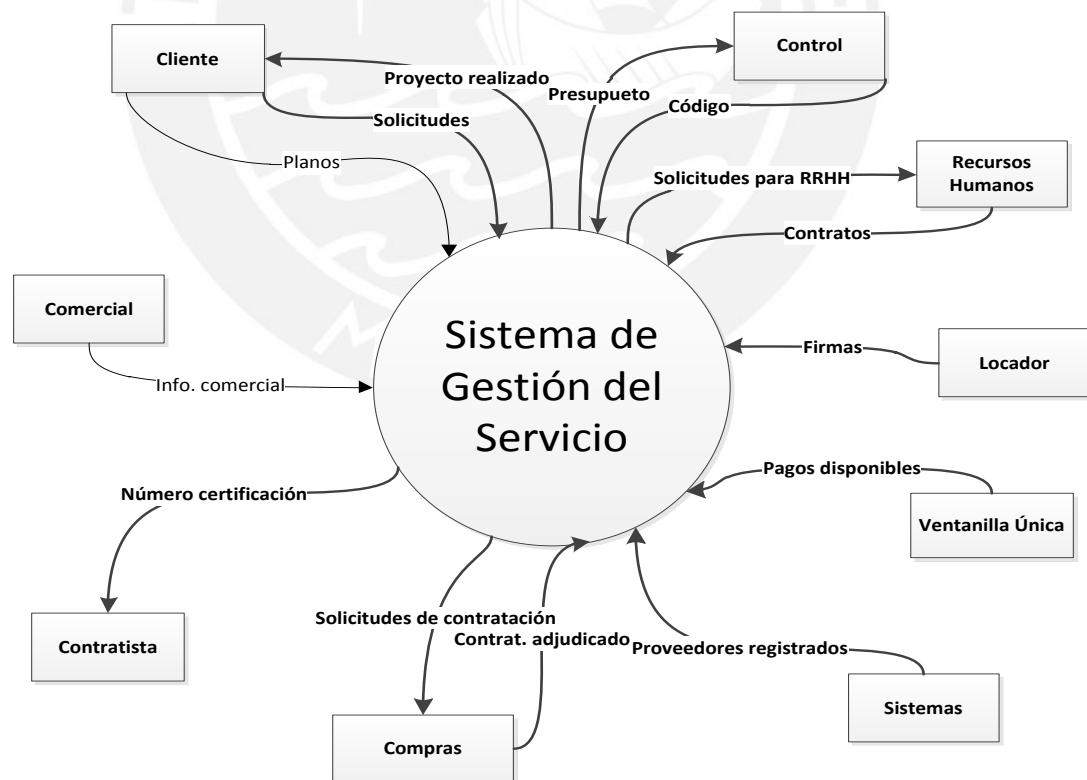 Cliente
Control
Proyecto realizado
Presupueto
Código
Solicitudes
Planos
Solicitudes para RRHH
Recursos
Humanos
Contratos
Comercial
Info. comercial
Sistema de
Gestión del
Servicio
Firmas
Locador
Pagos disponibles
Ventanilla Única
Número certificación
Contratista
Solicitudes de contratación
Contrat. adjudicado
Proveedores registrados
Sistemas
Compras